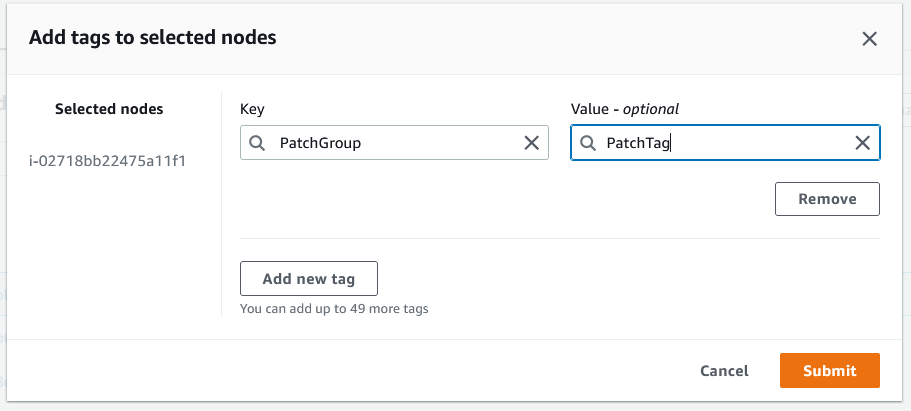 Add tags to selected nodes
Selected nodes
i-02718bb22475a11f1
Key
PatchGroup
Value - optional
PatchTag
Remove
Add new tag
You can add up to 49 more tags
Cancel
Submit